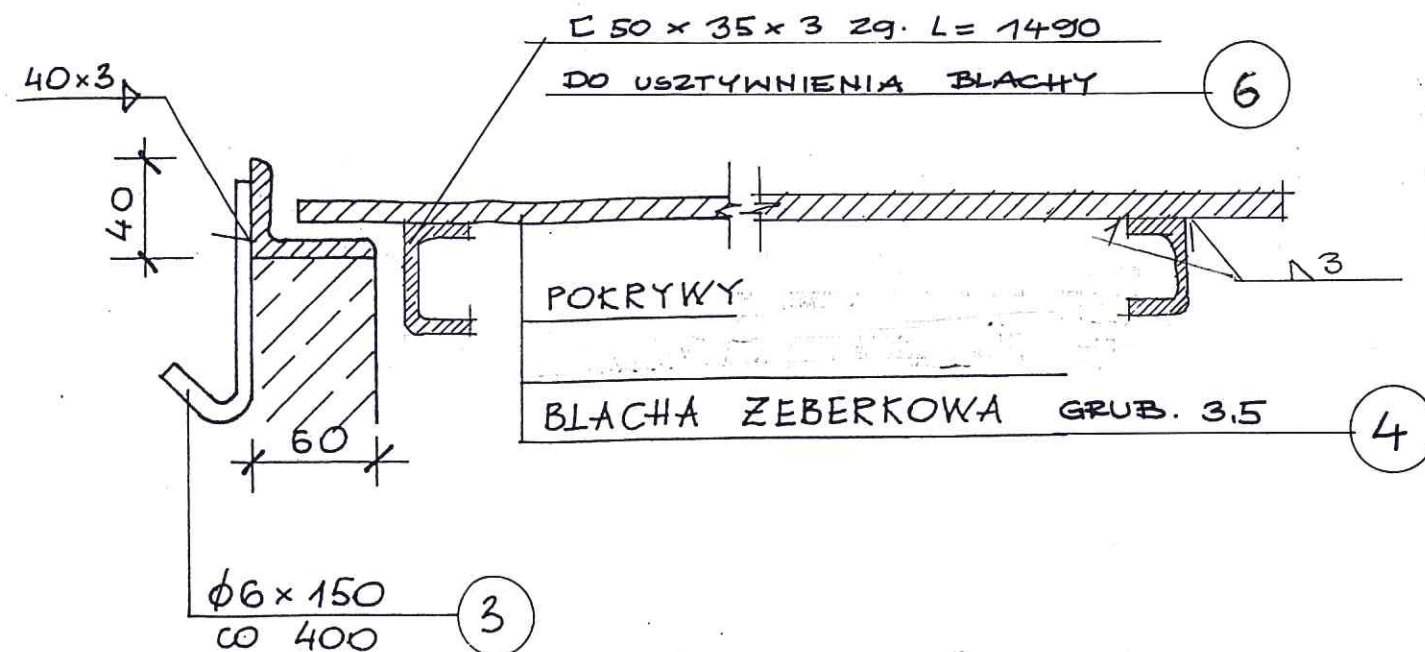 [ 50 × 35 × 3 zg. L = 1490
DO USZTYWNIENIA BLACHY
6
40×3
40
3
POKRYWY
BLACHA ŻEBERKOWA GRUB. 3,5
4
60
ϕ6 × 150
co 400
3